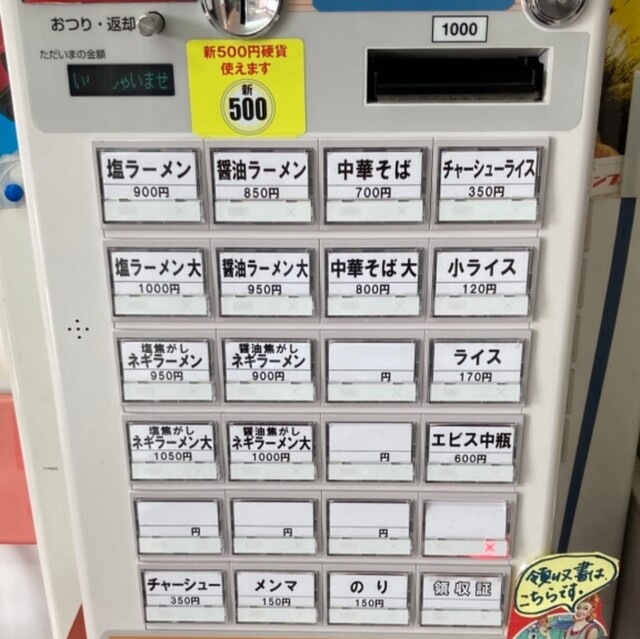 おつり・返却
ただいまの金額
新500円硬貨
使えます
新
500
1000
塩ラーメン
900円
醤油ラーメン
850円
中華そば
700円
チャーシューライス
350円
塩ラーメン大
1000円
醤油ラーメン大
950円
中華そば大
800円
小ライス
120円
塩焦がし
ネギラーメン
950円
醤油焦がし
ネギラーメン
900円
円
ライス
170円
塩焦がし
ネギラーメン大
1050円
醤油焦がし
ネギラーメン大
1000円
円
エビス中瓶
600円
円
円
円
チャーシュー
350円
メンマ
150円
のり
150円
領収証
領収書は、
こちらです。